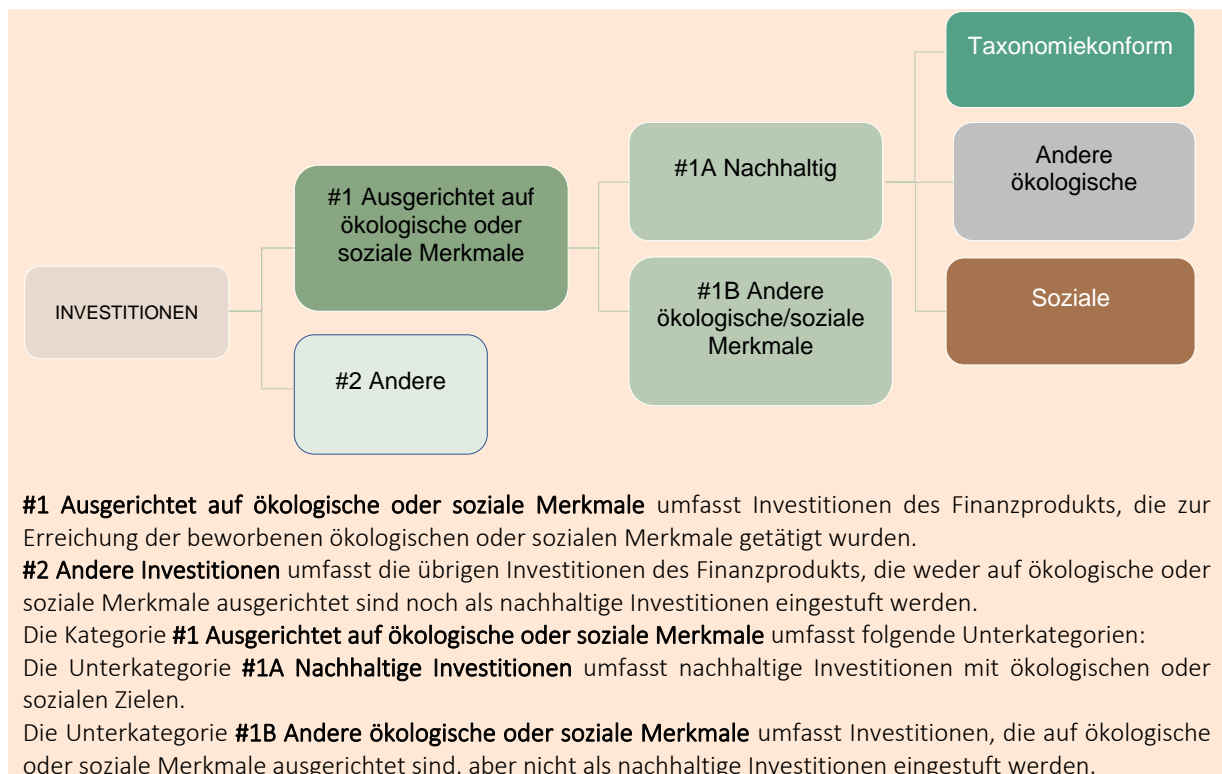 Taxonomiekonform
#1A Nachhaltig
Andere
ökologische
#1 Ausgerichtet auf
ökologische oder
soziale Merkmale
#1B Andere
ökologische/soziale
Merkmale
Soziale
INVESTITIONEN
#2 Andere
#1 Ausgerichtet auf ökologische oder soziale Merkmale umfasst Investitionen des Finanzprodukts, die zur
Erreichung der beworbenen ökologischen oder sozialen Merkmale getätigt wurden.
#2 Andere Investitionen umfasst die übrigen Investitionen des Finanzprodukts, die weder auf ökologische oder
soziale Merkmale ausgerichtet sind noch als nachhaltige Investitionen eingestuft werden.
Die Kategorie #1 Ausgerichtet auf ökologische oder soziale Merkmale umfasst folgende Unterkategorien:
Die Unterkategorie #1A Nachhaltige Investitionen umfasst nachhaltige Investitionen mit ökologischen oder
sozialen Zielen.
Die Unterkategorie #1B Andere ökologische oder soziale Merkmale umfasst Investitionen, die auf ökologische
oder soziale Merkmale ausgerichtet sind, aber nicht als nachhaltige Investitionen eingestuft werden.